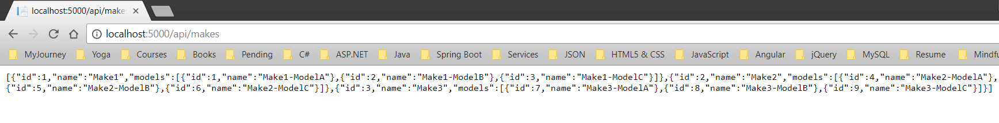 localhost:5000/api/make
localhost:5000/api/makes
MyJourney Yoga Courses Books Pending C# ASP.NET Java Spring Boot Services JSON HTML5 & CSS JavaScript Angular jQuery MySQL Resume Mindfu
[{"id":1,"name":"Make1","models":[{"id":1,"name":"Make1-ModelA"},{"id":2,"name":"Make1-ModelB"},{"id":3,"name":"Make1-ModelC"}]},{"id":2,"name":"Make2","models":[{"id":4,"name":"Make2-ModelA"},
{"id":5,"name":"Make2-ModelB"},{"id":6,"name":"Make2-ModelC"}]},{"id":3,"name":"Make3","models":[{"id":7,"name":"Make3-ModelA"},{"id":8,"name":"Make3-ModelB"},{"id":9,"name":"Make3-ModelC"}]}]